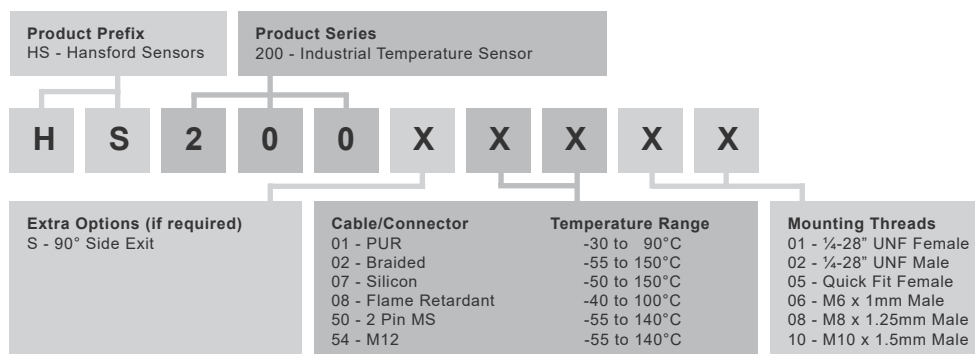 Product Prefix
HS - Hansford Sensors
Product Series
200 - Industrial Temperature Sensor
H S 2 0 0 X X X X X
Extra Options (if required)
S - 90° Side Exit
Cable/Connector Temperature Range
01 - PUR -30 to 90°C
02 - Braided -55 to 150°C
07 - Silicon -50 to 150°C
08 - Flame Retardant -40 to 100°C
50 - 2 Pin MS -55 to 140°C
54 - M12 -55 to 140°C
Mounting Threads
01 - ¼-28” UNF Female
02 - ¼-28” UNF Male
05 - Quick Fit Female
06 - M6 x 1mm Male
08 - M8 x 1.25mm Male
10 - M10 x 1.5mm Male